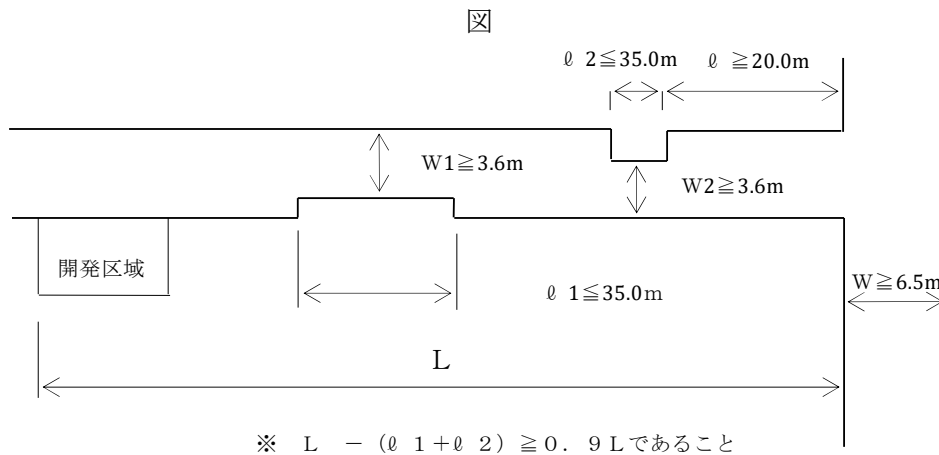 図
ℓ 2≦35.0m ℓ ≧20.0m
W1≧3.6m
W2≧3.6m
開発区域
ℓ 1≦35.0m
W≧6.5m
L
※ L －（ℓ 1＋ℓ 2）≧0．9Lであること